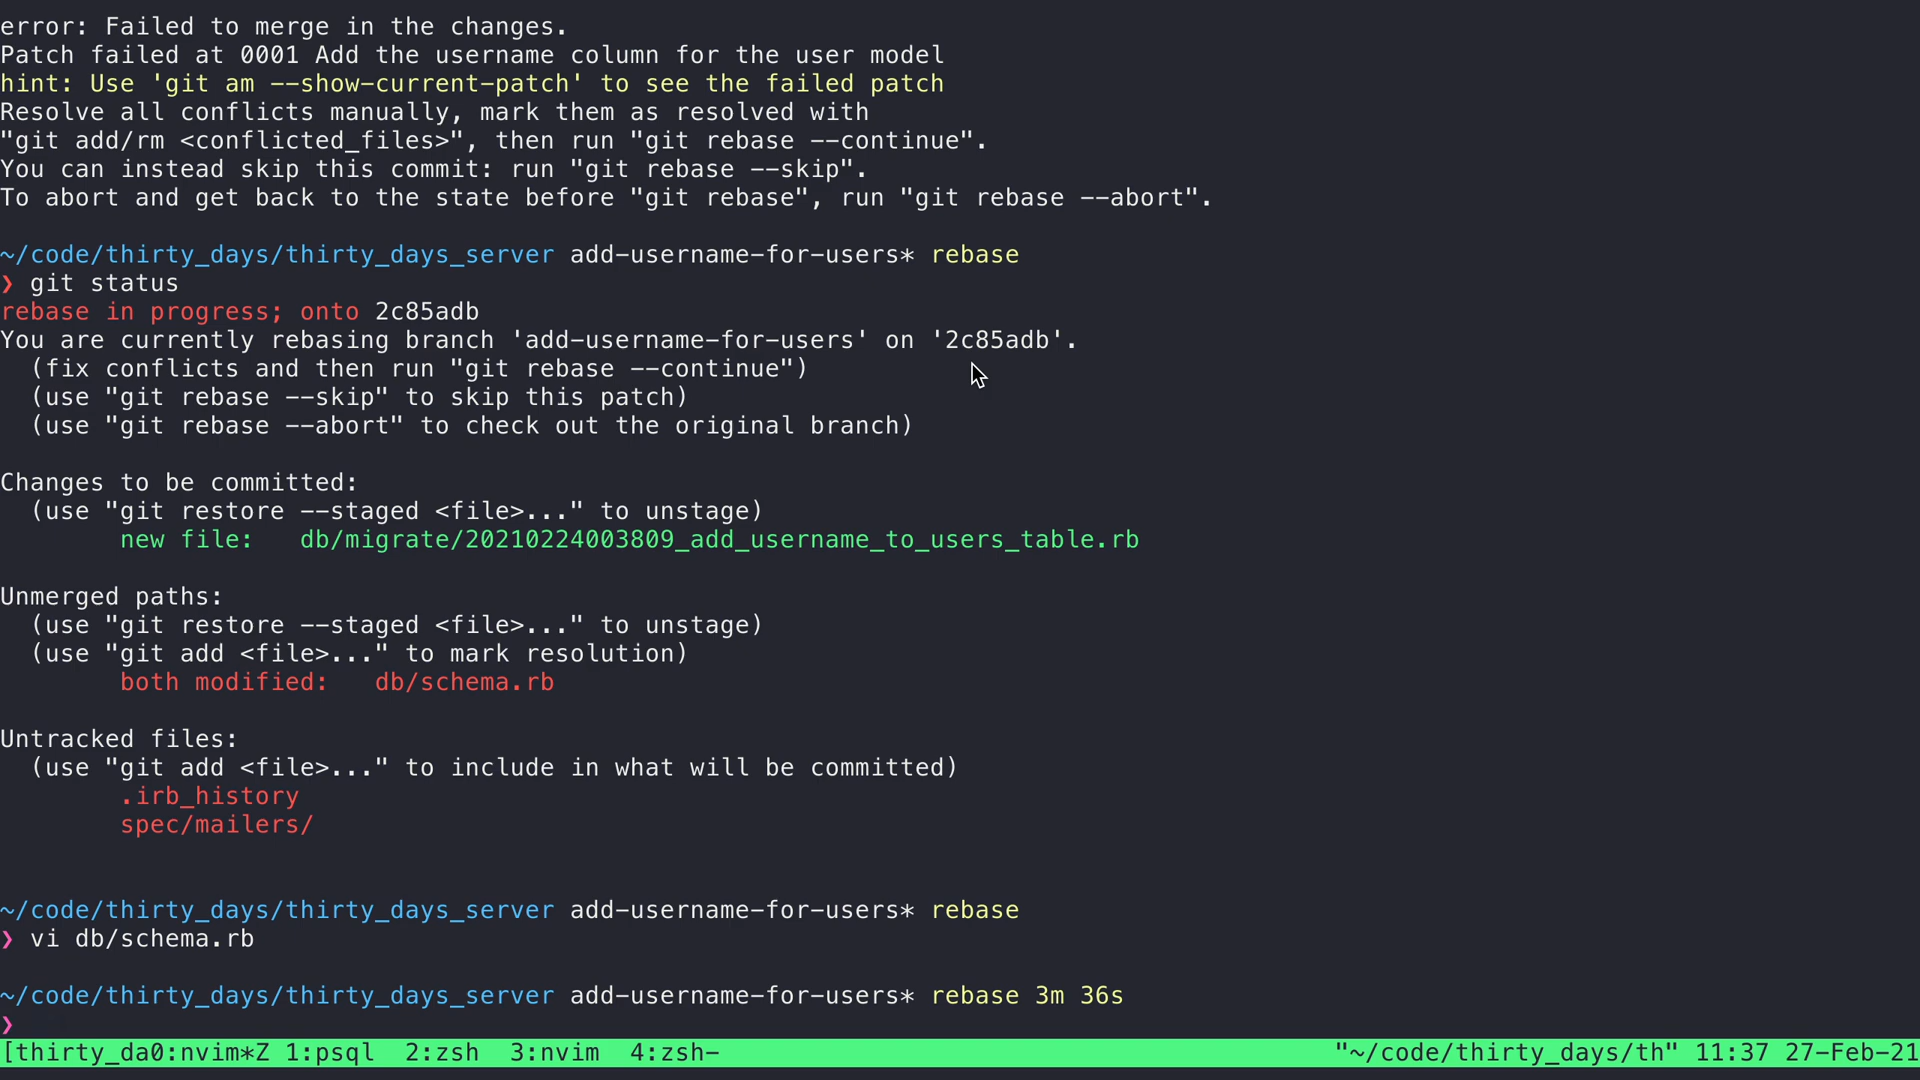 error: Failed to merge in the changes.
Patch failed at 0001 Add the username column for the user model
hint: Use 'git am --show-current-patch' to see the failed patch
Resolve all conflicts manually, mark them as resolved with
"git add/rm <conflicted_files>", then run "git rebase --continue".
You can instead skip this commit: run "git rebase --skip".
To abort and get back to the state before "git rebase", run "git rebase --abort".
~/code/thirty_days/thirty_days_server add-username-for-users* rebase
❯ git status
rebase in progress; onto 2c85adb
You are currently rebasing branch 'add-username-for-users' on '2c85adb'.
  (fix conflicts and then run "git rebase --continue")
  (use "git rebase --skip" to skip this patch)
  (use "git rebase --abort" to check out the original branch)
Changes to be committed:
  (use "git restore --staged <file>..." to unstage)
        new file:   db/migrate/20210224003809_add_username_to_users_table.rb
Unmerged paths:
  (use "git restore --staged <file>..." to unstage)
  (use "git add <file>..." to mark resolution)
        both modified:   db/schema.rb
Untracked files:
  (use "git add <file>..." to include in what will be committed)
        .irb_history
        spec/mailers/
~/code/thirty_days/thirty_days_server add-username-for-users* rebase
❯ vi db/schema.rb
~/code/thirty_days/thirty_days_server add-username-for-users* rebase 3m 36s
❯
[thirty_da0:nvim*Z 1:psql  2:zsh  3:nvim  4:zsh- "~/code/thirty_days/th" 11:37 27-Feb-21